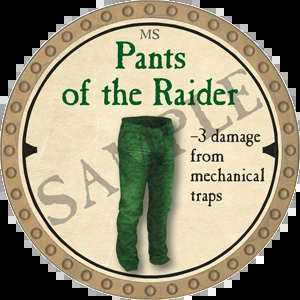 MS
Pants
of the Raider
–3 damage
from
mechanical
traps
SAMPLE